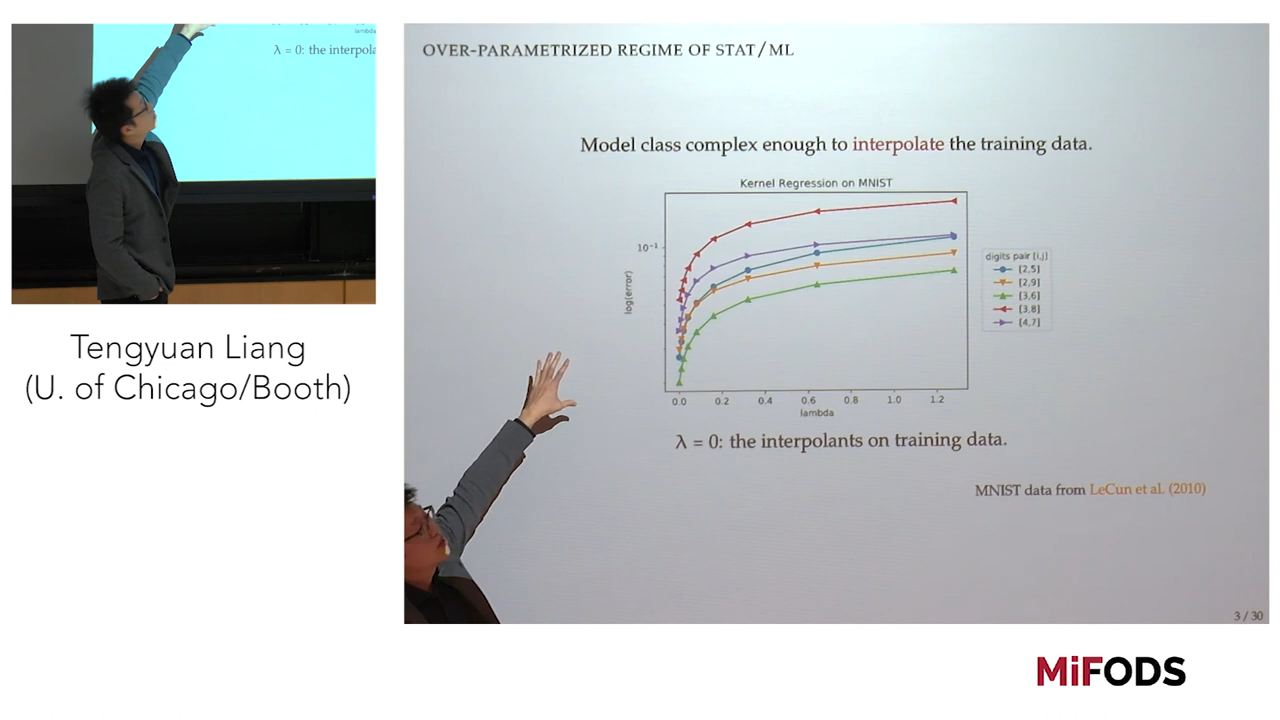 lambda
λ = 0: the interpola
Tengyuan Liang
(U. of Chicago/Booth)
OVER-PARAMETRIZED REGIME OF STAT/ML
Model class complex enough to interpolate the training data.
Kernel Regression on MNIST
10⁻¹
log(error)
digits pair [i,j]
[2,5]
[2,9]
[3,6]
[3,8]
[4,7]
0.0 0.2 0.4 0.6 0.8 1.0 1.2
lambda
λ = 0: the interpolants on training data.
MNIST data from LeCun et al. (2010)
3 / 30
MiFODS